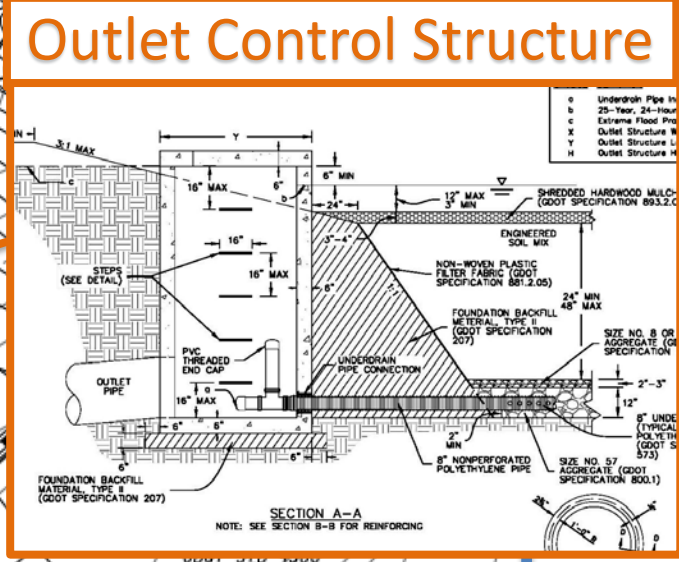 Outlet Control Structure
a Underdrain Pipe
b 25-Year, 24-Hour
c Extreme Flood
X Outlet Structure
Y Outlet Structure
H Outlet Structure
3:1 MAX
Y
c
16" MAX
6"
b
6" MIN
24"
12" MAX
3" MIN
SHREDDED HARDWOOD MULCH
(GDOT SPECIFICATION 893.2.0
3"-4"
ENGINEERED
SOIL MIX
16"
16" MAX
STEPS
(SEE DETAIL)
NON-WOVEN PLASTIC
FILTER FABRIC (GDOT
SPECIFICATION 881.2.05)
1:1
6"
24" MIN
48" MAX
FOUNDATION BACKFILL
METERIAL, TYPE II
(GDOT SPECIFICATION
207)
PVC
THREADED
END CAP
UNDERDRAIN
PIPE CONNECTION
SIZE NO. 8 OR
AGGREGATE
SPECIFICATION
OUTLET
PIPE
a
16" MAX
2"-3"
12"
6"
6"
6"
6"
2"
MIN
8" NONPERFORATED
POLYETHYLENE PIPE
SIZE NO. 57
AGGREGATE (GDOT
SPECIFICATION 800.1)
8"
(TYPICAL
(GDOT
573)
FOUNDATION BACKFILL
MATERIAL, TYPE II
(GDOT SPECIFICATION 207)
SECTION A-A
NOTE: SEE SECTION B-B FOR REINFORCING
1'-0" R
D
D